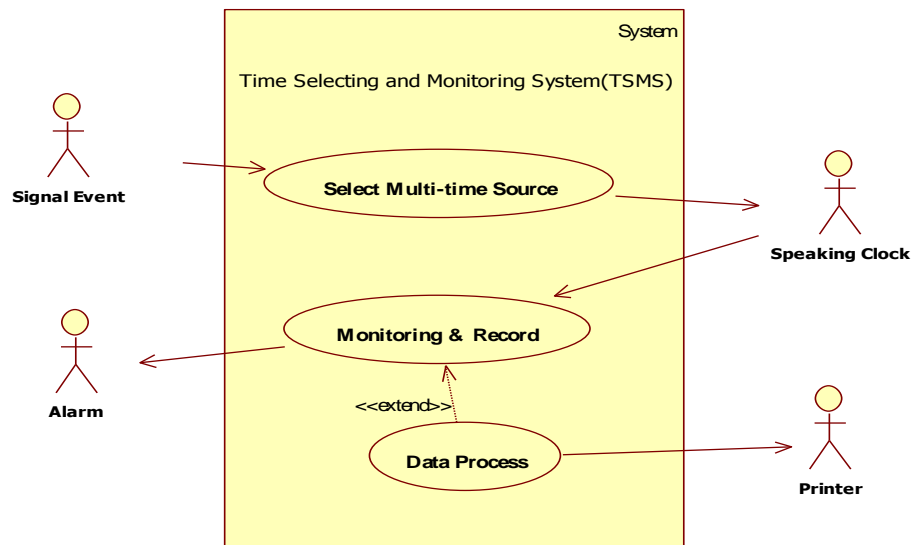 System
Time Selecting and Monitoring System(TSMS)
Signal Event
Select Multi-time Source
Speaking Clock
Monitoring & Record
Alarm
<<extend>>
Data Process
Printer